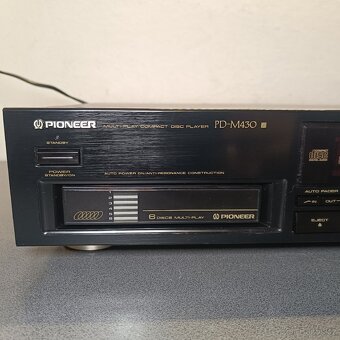 PIONEER MULTI-PLAY COMPACT DISC PLAYER PD-M430
STANDBY
POWER
STANDBY/ON
AUTO POWER ON/ANTI-RESONANCE CONSTRUCTION
6 DISCS MULTI-PLAY PIONEER
AUTO FADER
IN OUT
EJECT